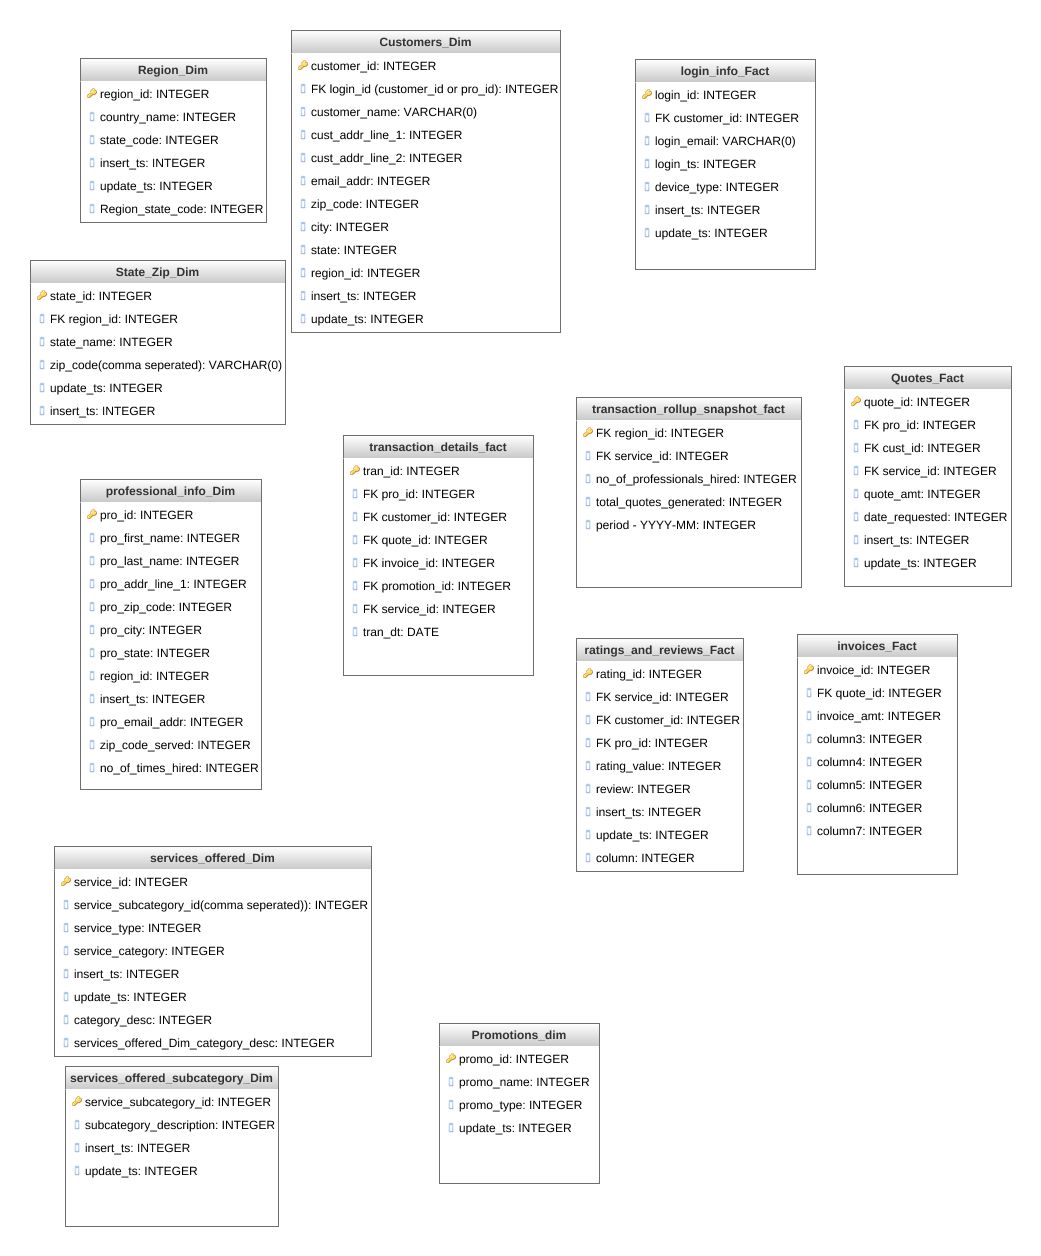 Region_Dim
region_id: INTEGER
country_name: INTEGER
state_code: INTEGER
insert_ts: INTEGER
update_ts: INTEGER
Region_state_code: INTEGER
Customers_Dim
customer_id: INTEGER
FK login_id (customer_id or pro_id): INTEGER
customer_name: VARCHAR(0)
cust_addr_line_1: INTEGER
cust_addr_line_2: INTEGER
email_addr: INTEGER
zip_code: INTEGER
city: INTEGER
state: INTEGER
region_id: INTEGER
insert_ts: INTEGER
update_ts: INTEGER
login_info_Fact
login_id: INTEGER
FK customer_id: INTEGER
login_email: VARCHAR(0)
login_ts: INTEGER
device_type: INTEGER
insert_ts: INTEGER
update_ts: INTEGER
State_Zip_Dim
state_id: INTEGER
FK region_id: INTEGER
state_name: INTEGER
zip_code(comma seperated): VARCHAR(0)
update_ts: INTEGER
insert_ts: INTEGER
Quotes_Fact
quote_id: INTEGER
FK pro_id: INTEGER
FK cust_id: INTEGER
FK service_id: INTEGER
quote_amt: INTEGER
date_requested: INTEGER
insert_ts: INTEGER
update_ts: INTEGER
transaction_rollup_snapshot_fact
FK region_id: INTEGER
FK service_id: INTEGER
no_of_professionals_hired: INTEGER
total_quotes_generated: INTEGER
period - YYYY-MM: INTEGER
transaction_details_fact
tran_id: INTEGER
FK pro_id: INTEGER
FK customer_id: INTEGER
FK quote_id: INTEGER
FK invoice_id: INTEGER
FK promotion_id: INTEGER
FK service_id: INTEGER
tran_dt: DATE
professional_info_Dim
pro_id: INTEGER
pro_first_name: INTEGER
pro_last_name: INTEGER
pro_addr_line_1: INTEGER
pro_zip_code: INTEGER
pro_city: INTEGER
pro_state: INTEGER
region_id: INTEGER
insert_ts: INTEGER
pro_email_addr: INTEGER
zip_code_served: INTEGER
no_of_times_hired: INTEGER
ratings_and_reviews_Fact
rating_id: INTEGER
FK service_id: INTEGER
FK customer_id: INTEGER
FK pro_id: INTEGER
rating_value: INTEGER
review: INTEGER
insert_ts: INTEGER
update_ts: INTEGER
column: INTEGER
invoices_Fact
invoice_id: INTEGER
FK quote_id: INTEGER
invoice_amt: INTEGER
column3: INTEGER
column4: INTEGER
column5: INTEGER
column6: INTEGER
column7: INTEGER
services_offered_Dim
service_id: INTEGER
service_subcategory_id(comma seperated)): INTEGER
service_type: INTEGER
service_category: INTEGER
insert_ts: INTEGER
update_ts: INTEGER
category_desc: INTEGER
services_offered_Dim_category_desc: INTEGER
Promotions_dim
promo_id: INTEGER
promo_name: INTEGER
promo_type: INTEGER
update_ts: INTEGER
services_offered_subcategory_Dim
service_subcategory_id: INTEGER
subcategory_description: INTEGER
insert_ts: INTEGER
update_ts: INTEGER